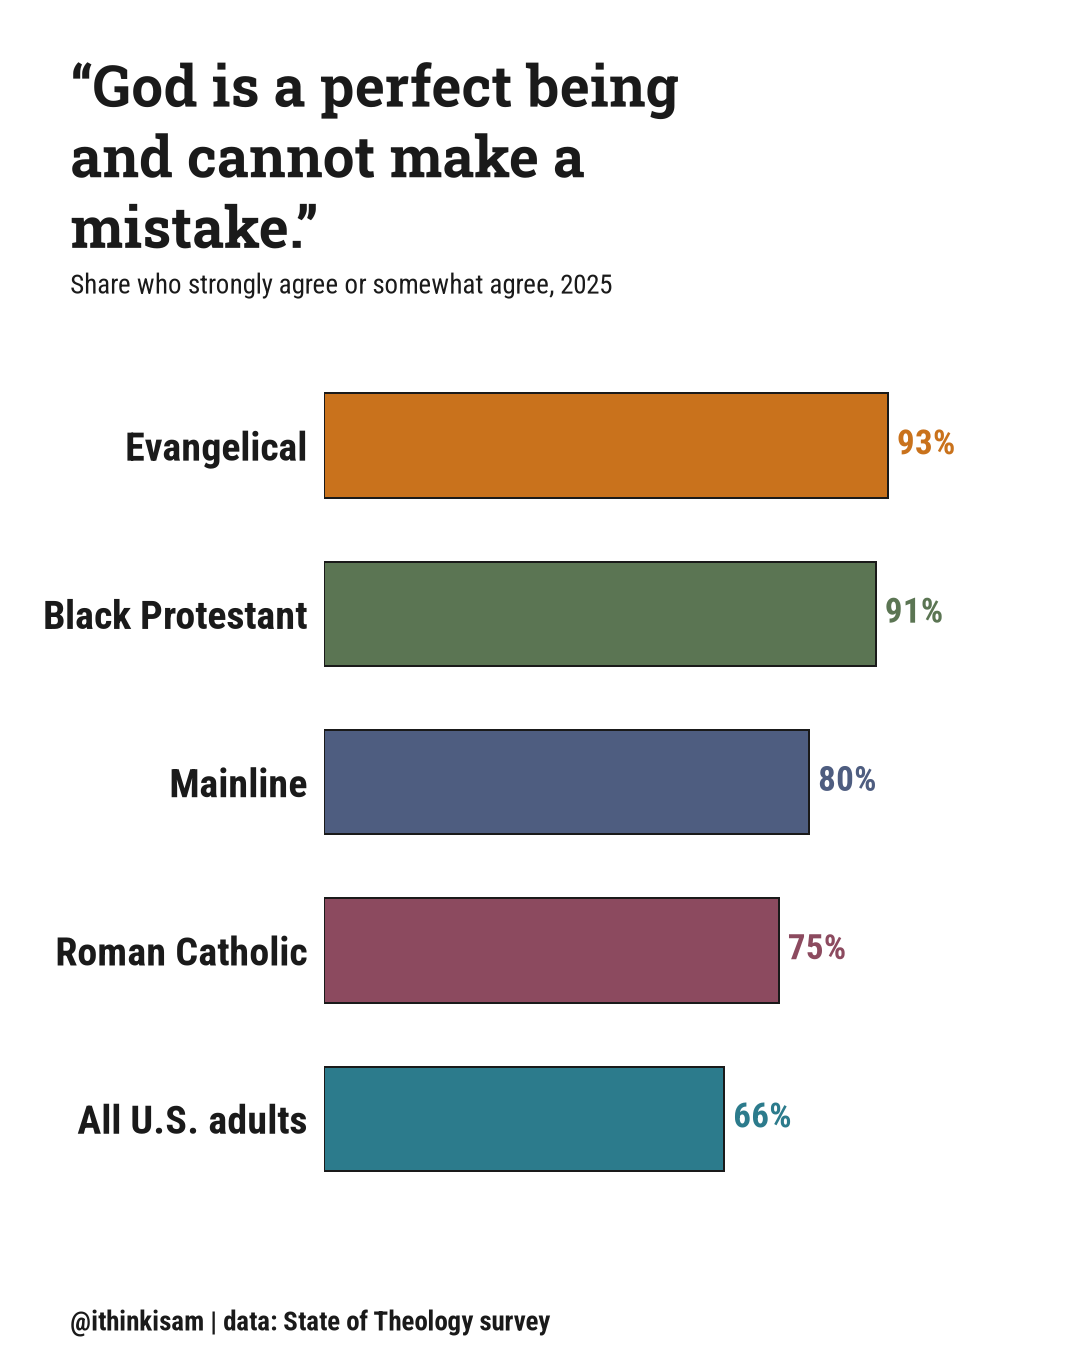 “God is a perfect being
and cannot make a
mistake.”
Share who strongly agree or somewhat agree, 2025
Evangelical 93%
Black Protestant 91%
Mainline 80%
Roman Catholic 75%
All U.S. adults 66%
@ithinkisam | data: State of Theology survey